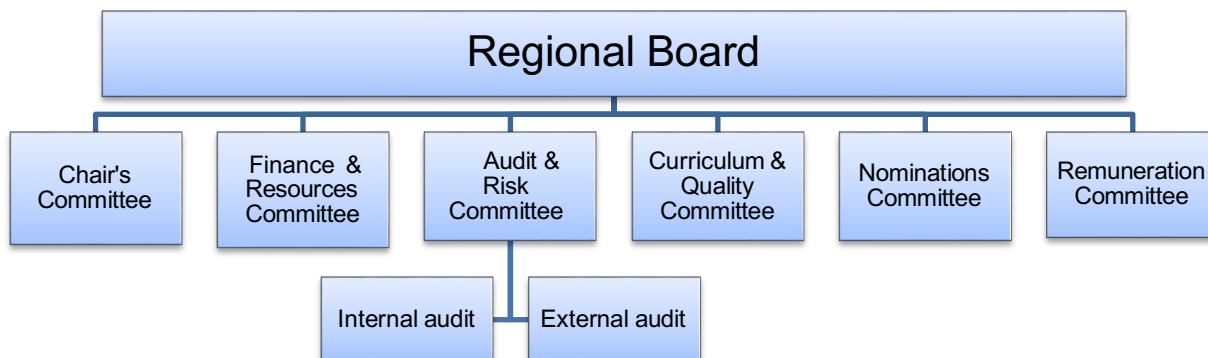 Regional Board
Chair's
Committee
Finance & 
Resources
Committee
Audit &
Risk
Committee
Curriculum &
Quality
Committee
Nominations
Committee
Remuneration
Committee
Internal audit
External audit